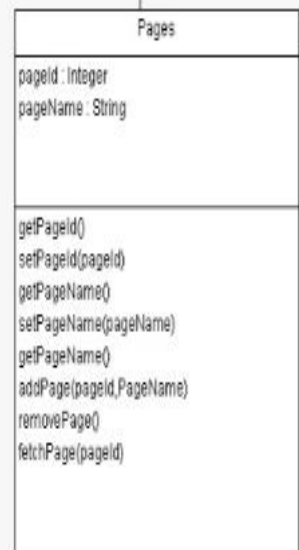 Pages
pageId : Integer
pageName : String
getPageId()
setPageId(pageId)
getPageName()
setPageName(pageName)
getPageName()
addPage(pageId,PageName)
removePage()
fetchPage(pageId)